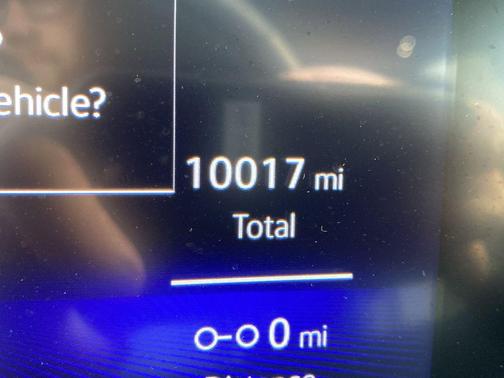 ehicle?
10017 mi
Total
0 mi